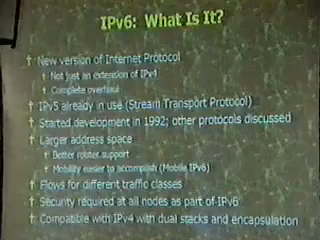 IPv6: What Is It?
† New version of Internet Protocol
† Not just an extension of IPv4
† Complete overhaul
† IPv5 already in use (Stream Transport Protocol)
† Started development in 1992; other protocols discussed
† Larger address space
† Better router support
† Mobility easier to accomplish (Mobile IPv6)
† Flows for different traffic classes
† Security required at all nodes as part of IPv6
† Compatible with IPv4 with dual stacks and encapsulation